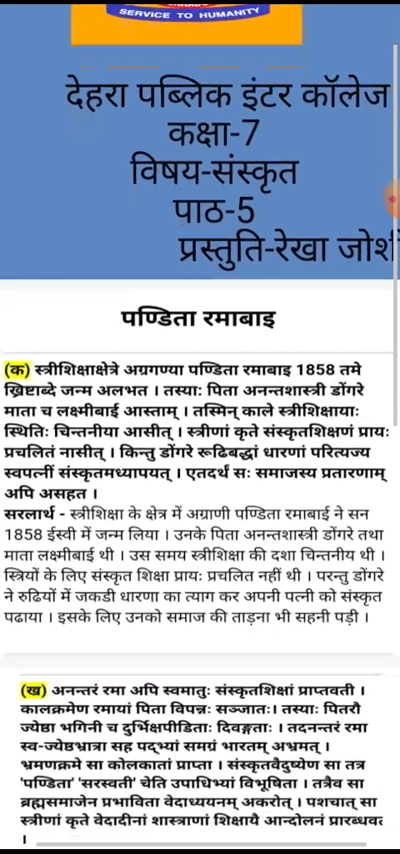 SERVICE TO HUMANITY
देहरा पब्लिक इंटर कॉलेज
कक्षा-7
विषय-संस्कृत
पाठ-5
प्रस्तुति-रेखा जोशी
पण्डिता रमाबाइ
(क) स्त्रीशिक्षाक्षेत्रे अग्रगण्या पण्डिता रमाबाइ 1858 तमे
ख्रिष्टाब्दे जन्म अलभत । तस्याः पिता अनन्तशास्त्री डोंगरे
माता च लक्ष्मीबाई आस्ताम् । तस्मिन् काले स्त्रीशिक्षायाः
स्थितिः चिन्तनीया आसीत् । स्त्रीणां कृते संस्कृतशिक्षणं प्रायः
प्रचलितं नासीत् । किन्तु डोंगरे रूढिबद्धां धारणां परित्यज्य
स्वपत्नीं संस्कृतमध्यापयत् । एतदर्थं सः समाजस्य प्रतारणाम्
अपि असहत ।
सरलार्थ - स्त्रीशिक्षा के क्षेत्र में अग्राणी पण्डिता रमाबाई ने सन
1858 ईस्वी में जन्म लिया । उनके पिता अनन्तशास्त्री डोंगरे तथा
माता लक्ष्मीबाई थी । उस समय स्त्रीशिक्षा की दशा चिन्तनीय थी ।
स्त्रियों के लिए संस्कृत शिक्षा प्रायः प्रचलित नहीं थी । परन्तु डोंगरे
ने रुढियों में जकडी धारणा का त्याग कर अपनी पत्नी को संस्कृत
पढाया । इसके लिए उनको समाज की ताड़ना भी सहनी पड़ी ।
(ख) अनन्तरं रमा अपि स्वमातुः संस्कृतशिक्षां प्राप्तवती ।
कालक्रमेण रमायां पिता विपन्नः सञ्जातः। तस्याः पितरौ
ज्येष्ठा भगिनी च दुर्भिक्षपीडिताः दिवङ्गताः । तदनन्तरं रमा
स्व-ज्येष्ठभ्रात्रा सह पद्भ्यां समग्रं भारतम् अभ्रमत् ।
भ्रमणक्रमे सा कोलकातां प्राप्ता । संस्कृतवैदुष्येण सा तत्र
'पण्डिता' 'सरस्वती' चेति उपाधिभ्यां विभूषिता । तत्रैव सा
ब्रह्मसमाजेन प्रभाविता वेदाध्ययनम् अकरोत् । पशचात् सा
स्त्रीणां कृते वेदादीनां शास्त्राणां शिक्षायै आन्दोलनं प्रारब्धवत
।